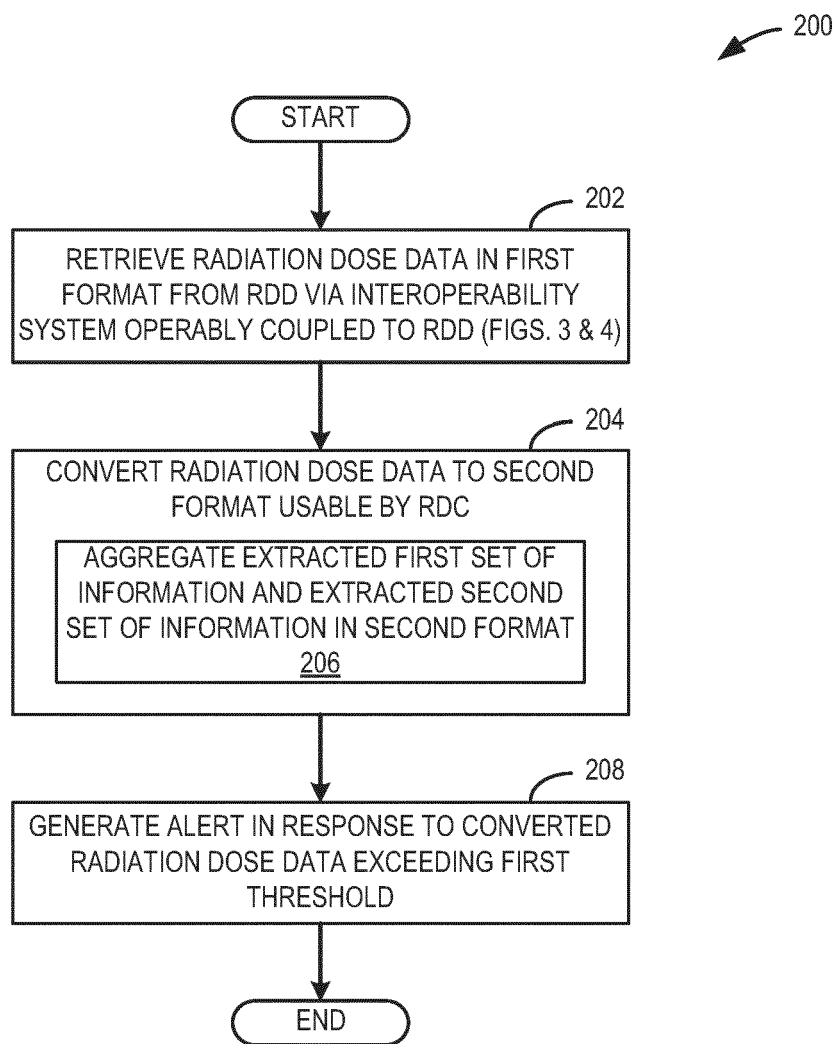 200
START
202
RETRIEVE RADIATION DOSE DATA IN FIRST
FORMAT FROM RDD VIA INTEROPERABILITY
SYSTEM OPERABLY COUPLED TO RDD (FIGS. 3 & 4)
204
CONVERT RADIATION DOSE DATA TO SECOND
FORMAT USABLE BY RDC
AGGREGATE EXTRACTED FIRST SET OF
INFORMATION AND EXTRACTED SECOND
SET OF INFORMATION IN SECOND FORMAT
206
208
GENERATE ALERT IN RESPONSE TO CONVERTED
RADIATION DOSE DATA EXCEEDING FIRST
THRESHOLD
END